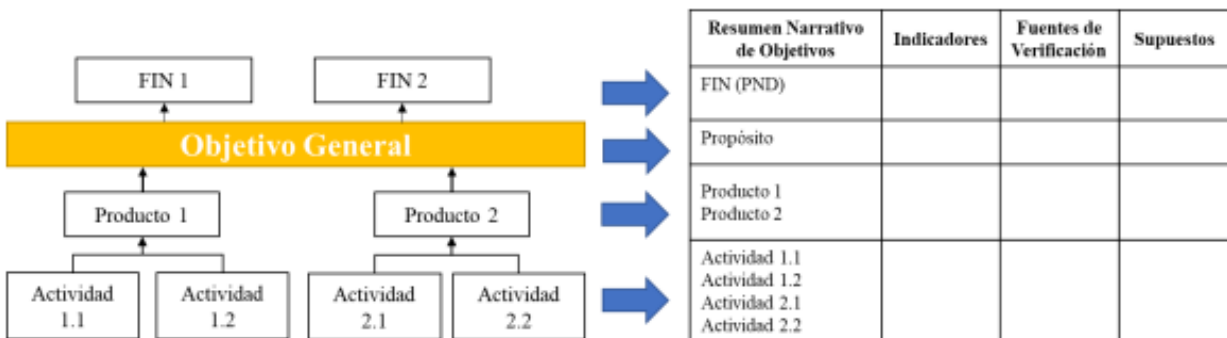 FIN 1
FIN 2
Objetivo General
Producto 1
Producto 2
Actividad
1.1
Actividad
1.2
Actividad
2.1
Actividad
2.2
Resumen Narrativo
de Objetivos
Indicadores
Fuentes de
Verificación
Supuestos
FIN (PND)
Propósito
Producto 1
Producto 2
Actividad 1.1
Actividad 1.2
Actividad 2.1
Actividad 2.2